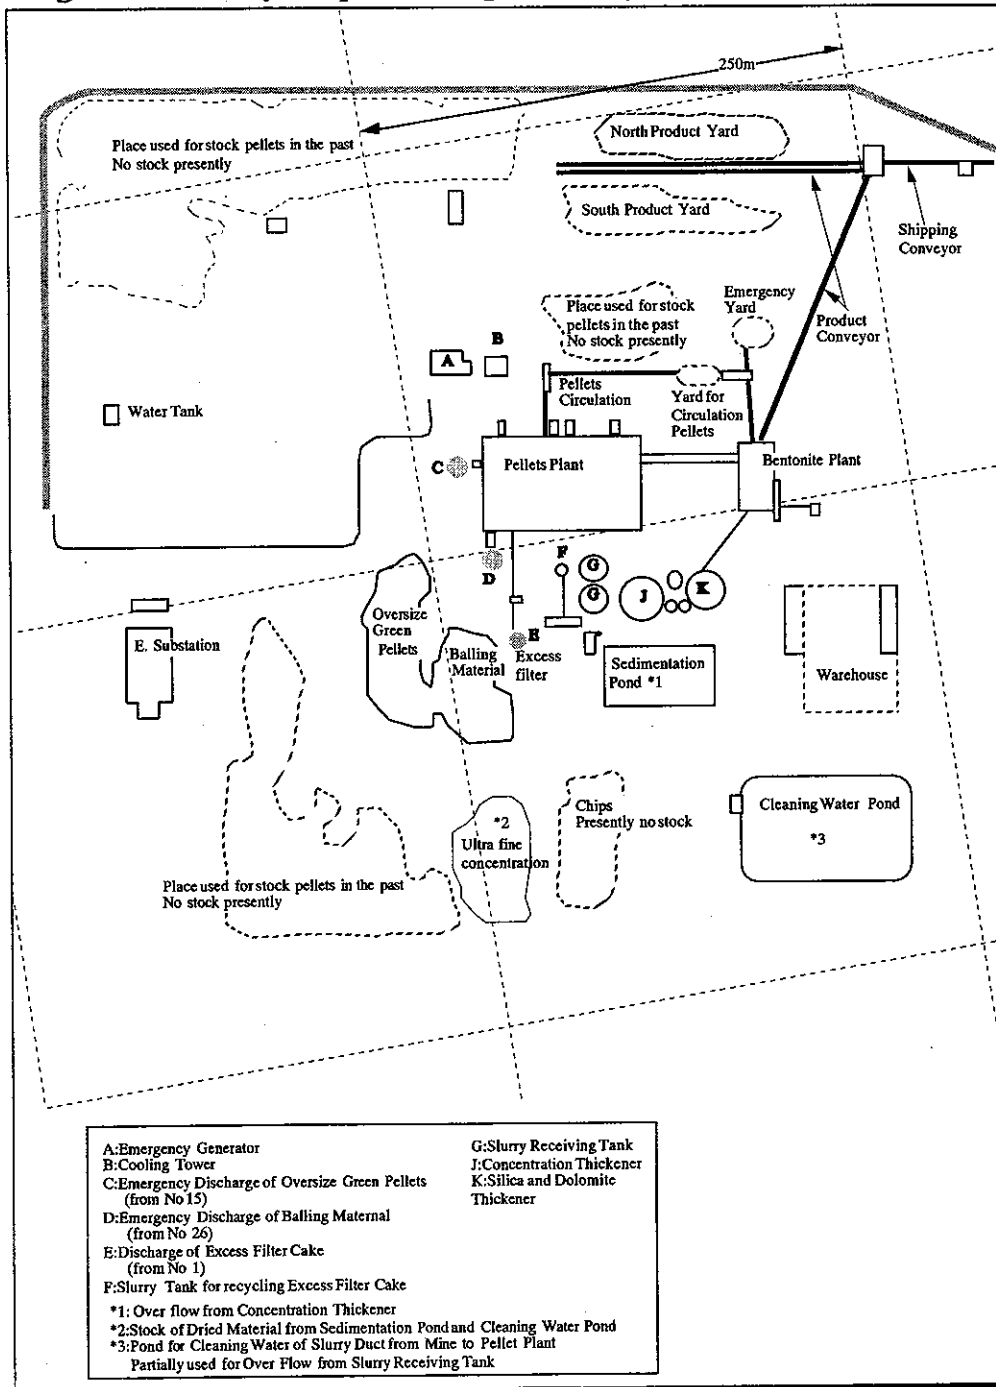 250m
North Product Yard
Place used for stock pellets in the past
No stock presently
South Product Yard
Shipping
Conveyor
Emergency
Yard
Place used for stock
pellets in the past
No stock presently
Product
Conveyor
B
A
Pellets
Circulation
Yard for
Circulation
Pellets
Water Tank
C
Pellets Plant
Bentonite Plant
D
F
G
G
J
K
Oversize
Green
Pellets
E. Substation
E
Balling
Material
Excess
filter
Sedimentation
Pond *1
Warehouse
Chips
Presently no stock
Cleaning Water Pond
*3
*2
Ultra fine
concentration
Place used for stock pellets in the past
No stock presently
A:Emergency Generator
B:Cooling Tower
C:Emergency Discharge of Oversize Green Pellets
(from No 15)
D:Emergency Discharge of Balling Maternal
(from No 26)
E:Discharge of Excess Filter Cake
(from No 1)
F:Slurry Tank for recycling Excess Filter Cake
G:Slurry Receiving Tank
J:Concentration Thickener
K:Silica and Dolomite
Thickener
*1: Over flow from Concentration Thickener
*2:Stock of Dried Material from Sedimentation Pond and Cleaning Water Pond
*3:Pond for Cleaning Water of Slurry Duct from Mine to Pellet Plant
Partially used for Over Flow from Slurry Receiving Tank